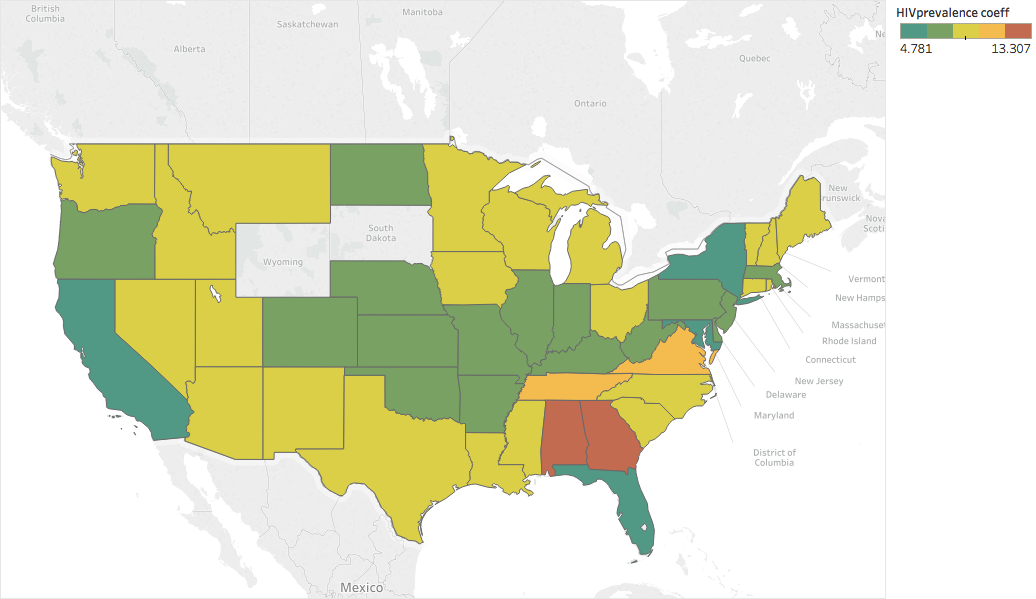 British
Columbia
Alberta
Saskatchewan
Manitoba
Ontario
Quebec
HIVprevalence coeff
4.781 13.307
New
Brunswick
Nova
Scoti
South
Dakota
Wyoming
Vermont
New Hamps
Massachuset
Rhode Island
Connecticut
New Jersey
Delaware
Maryland
District of
Columbia
Mexico